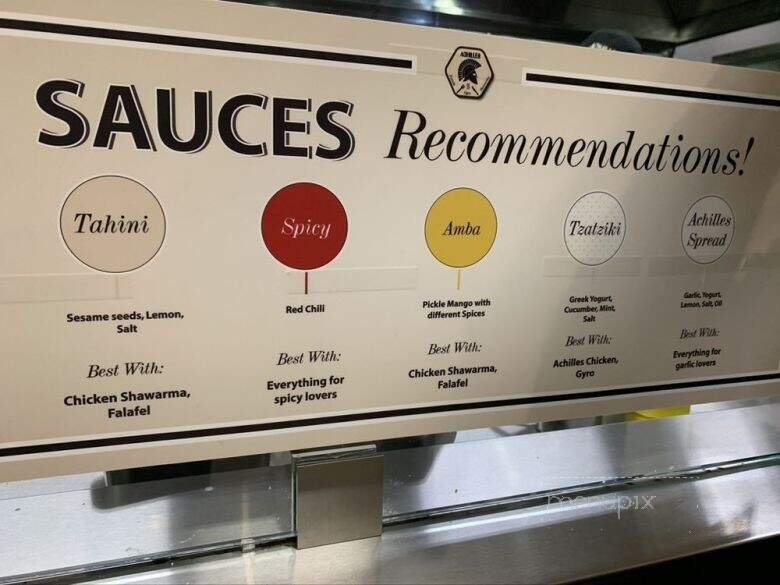 ACHILLES
SAUCES Recommendations!
Tahini
Sesame seeds, Lemon,
Salt
Best With:
Chicken Shawarma,
Falafel
Spicy
Red Chili
Best With:
Everything for
spicy lovers
Amba
Pickle Mango with
different Spices
Best With:
Chicken Shawarma,
Falafel
Tzatziki
Greek Yogurt,
Cucumber, Mint,
Salt
Best With:
Achilles Chicken,
Gyro
Achilles
Spread
Garlic, Yogurt,
Lemon, Salt, Oil
Best With:
Everything for
garlic lovers
menupix